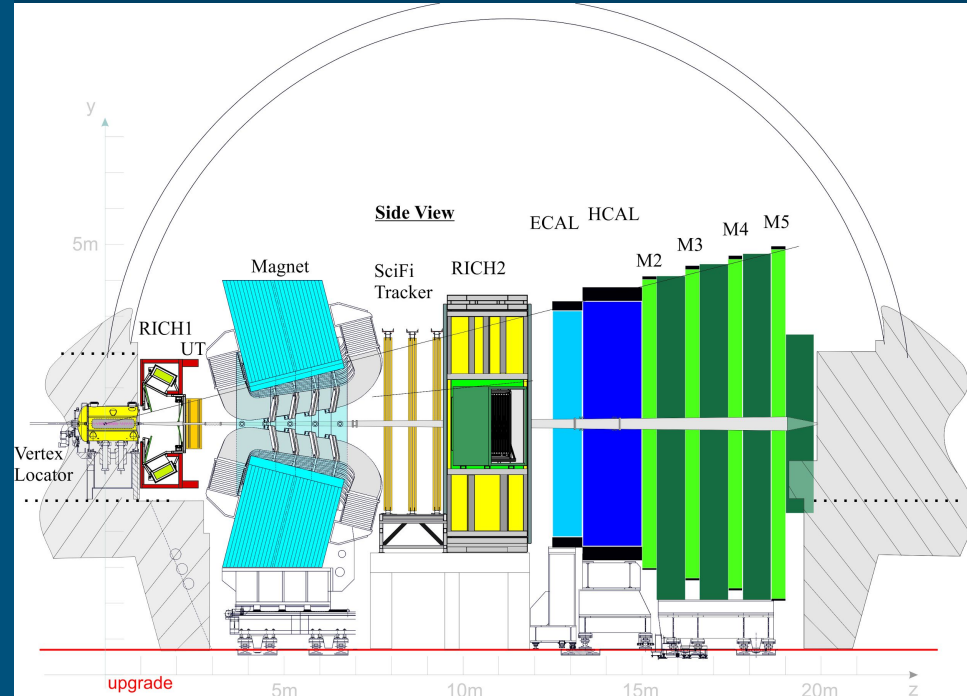 y
Side View
ECAL
HCAL
5m
M5
M4
M3
M2
Magnet
SciFi
Tracker
RICH2
RICH1
UT
Vertex
Locator
upgrade
5m
10m
15m
20m
z